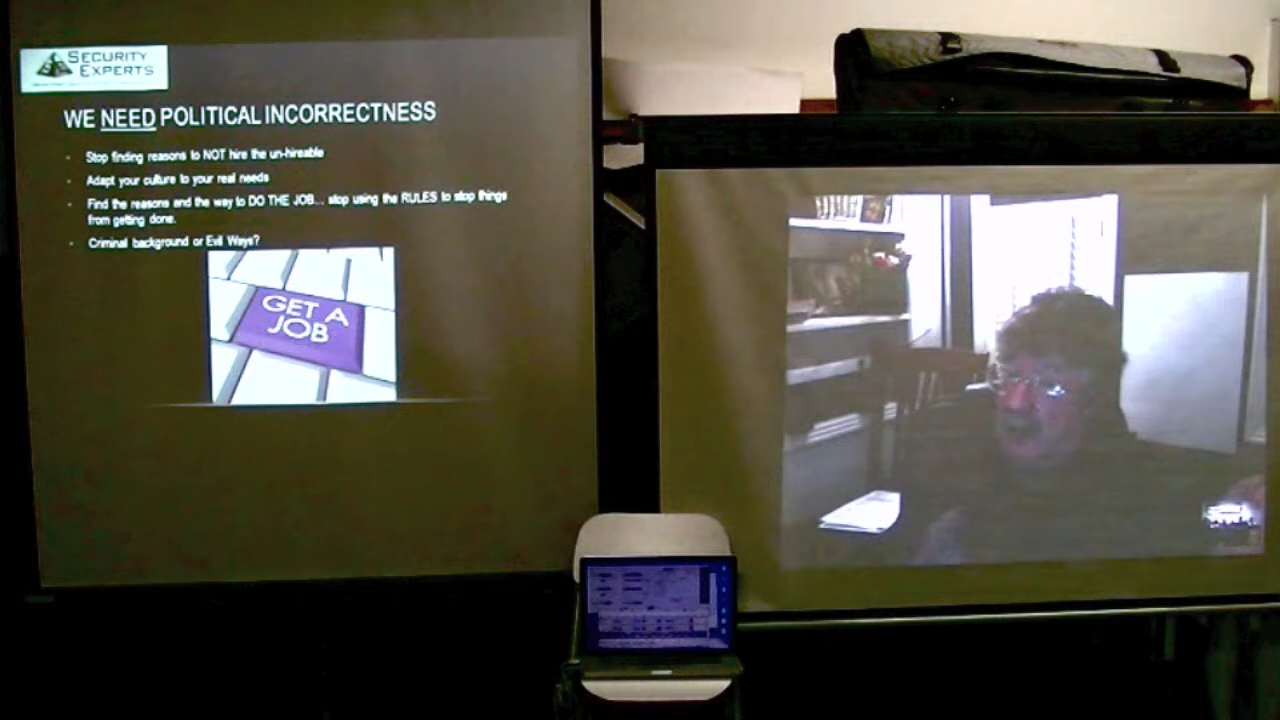 SECURITY
EXPERTS
WE NEED POLITICAL INCORRECTNESS
Stop finding reasons to NOT hire the un-hireable
Adapt your culture to your real needs
Find the reasons and the way to DO THE JOB... stop using the RULES to stop things
from getting done.
Criminal background or Evil Ways?
GET A
JOB